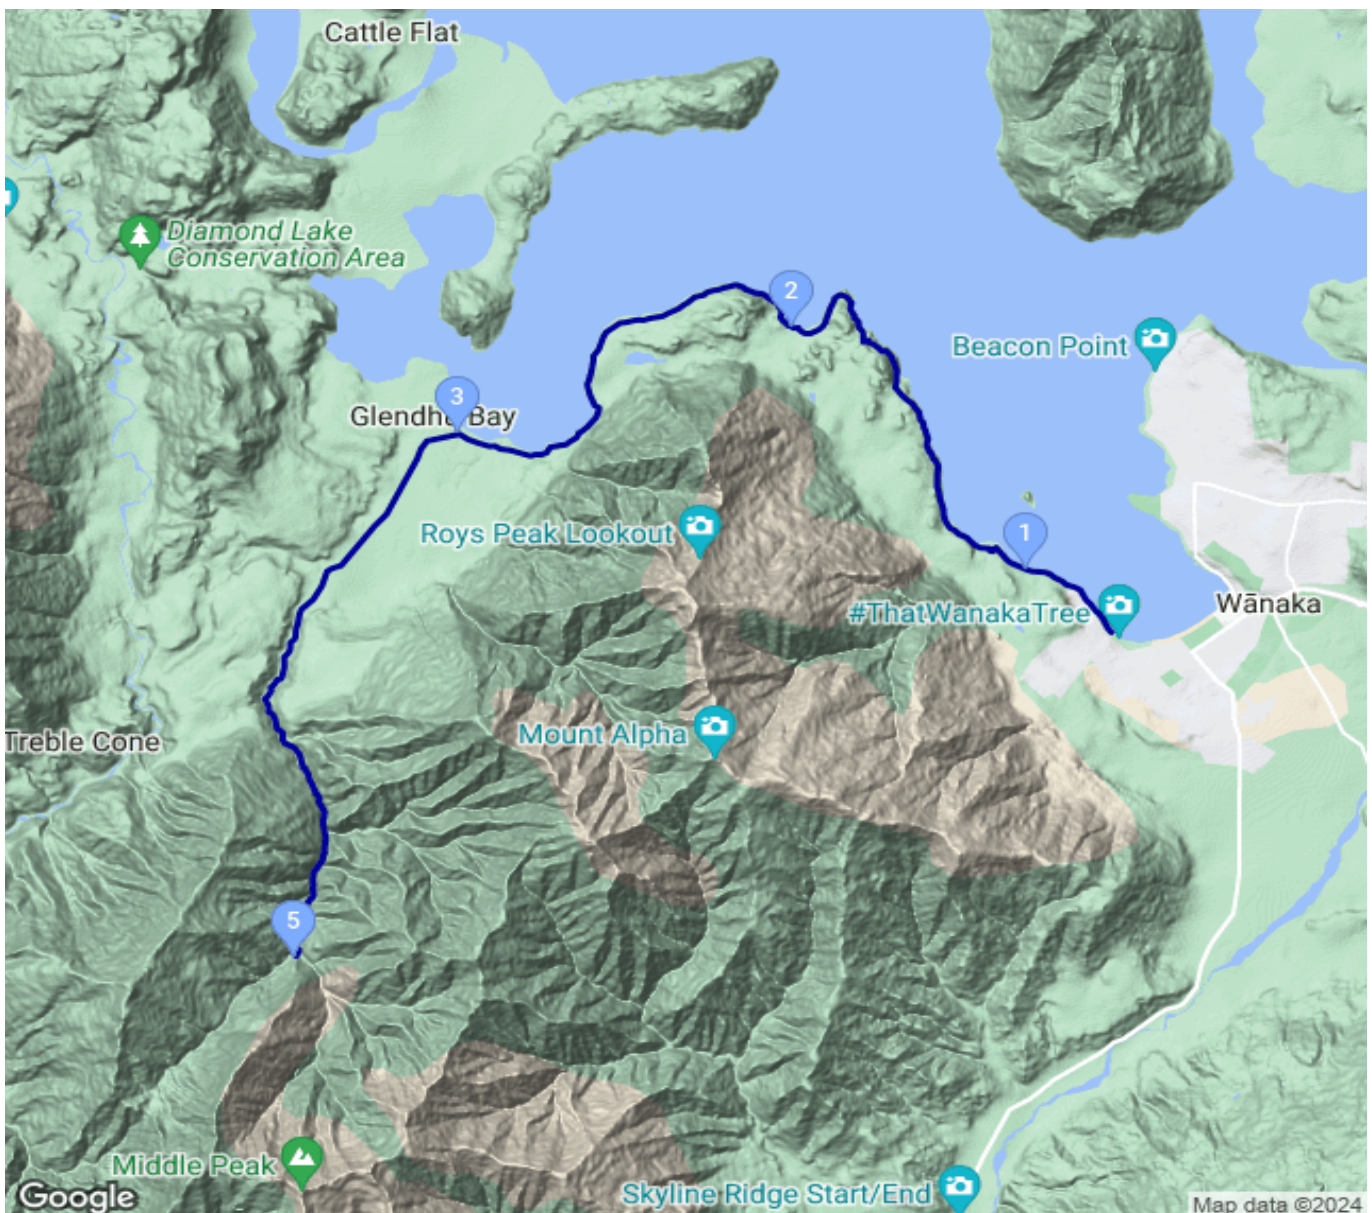 Cattle Flat
Diamond Lake
Conservation Area
2
Beacon Point
3
Glendhu Bay
Roys Peak Lookout
1
#ThatWanakaTree
Wānaka
Mount Alpha
Treble Cone
5
Middle Peak
Skyline Ridge Start/End
Google
Map data ©2024